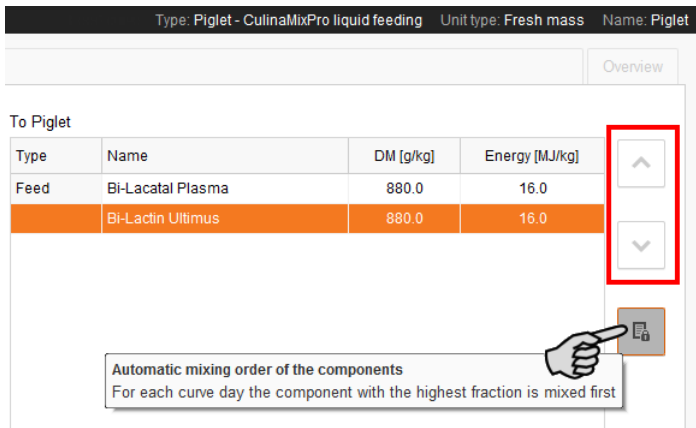 Type: Piglet - CulinaMixPro liquid feeding Unit type: Fresh mass Name: Piglet
Overview
To Piglet
Type Name DM [g/kg] Energy [MJ/kg]
Feed Bi-Lacatal Plasma 880.0 16.0
Bi-Lactin Ultimus 880.0 16.0
Automatic mixing order of the components
For each curve day the component with the highest fraction is mixed first